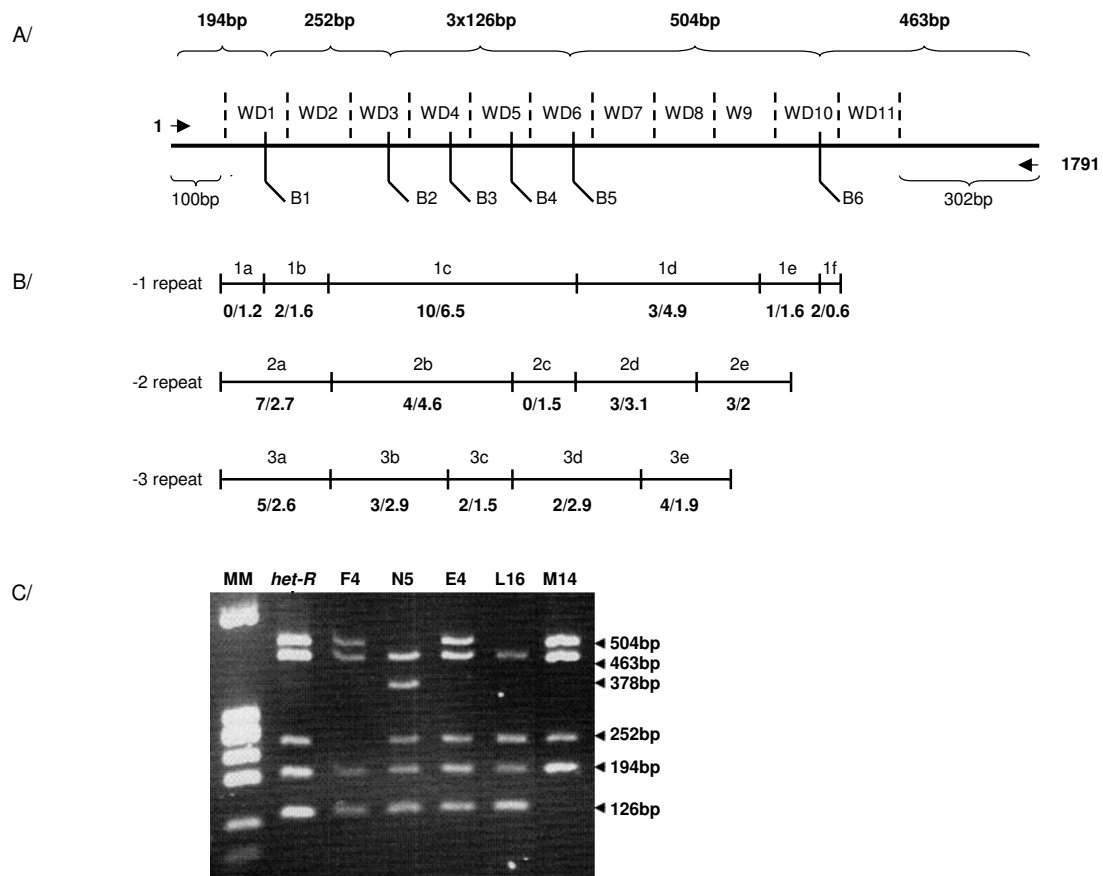 A/
194bp 252bp 3x126bp 504bp 463bp
WD1 WD2 WD3 WD4 WD5 WD6 WD7 WD8 W9 WD10 WD11
1 1791
100bp B1 B2 B3 B4 B5 B6 302bp
B/
1a 1b 1c 1d 1e 1f
-1 repeat
0/1.2 2/1.6 10/6.5 3/4.9 1/1.6 2/0.6
2a 2b 2c 2d 2e
-2 repeat
7/2.7 4/4.6 0/1.5 3/3.1 3/2
3a 3b 3c 3d 3e
-3 repeat
5/2.6 3/2.9 2/1.5 2/2.9 4/1.9
C/
MM het-R F4 N5 E4 L16 M14
504bp
463bp
378bp
252bp
194bp
126bp